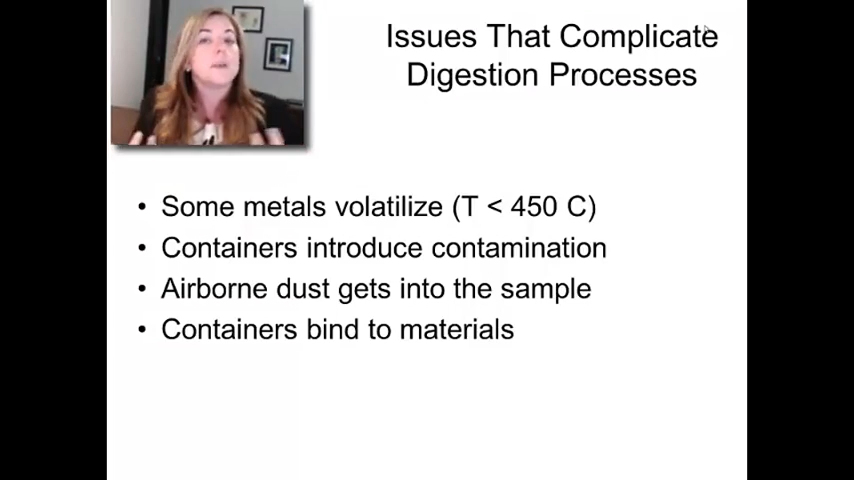 Issues That Complicate
Digestion Processes
• Some metals volatilize (T < 450 C)
• Containers introduce contamination
• Airborne dust gets into the sample
• Containers bind to materials